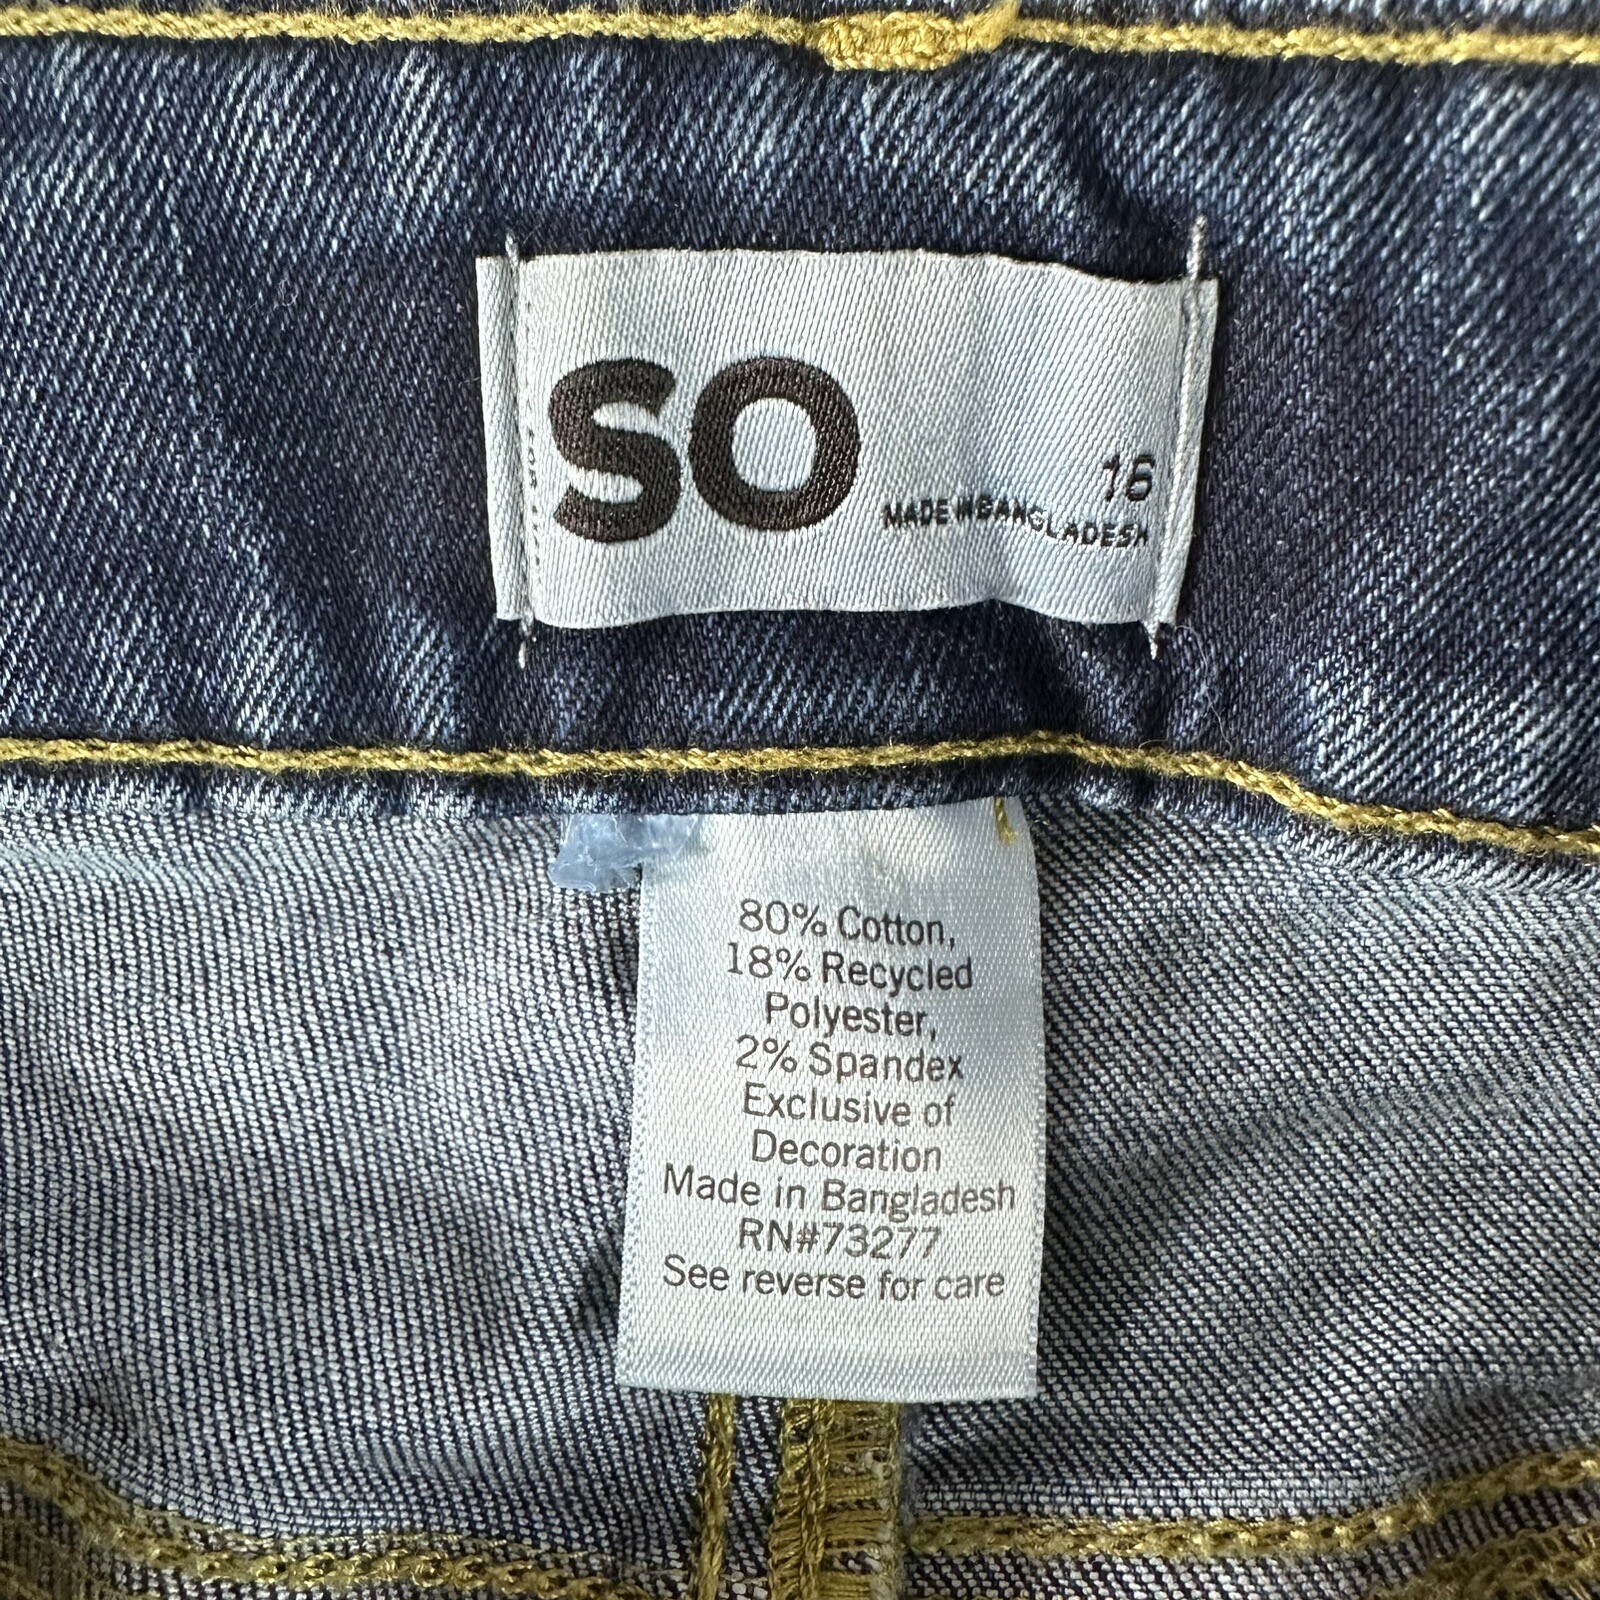 SO
16
MADE IN BANGLADESH
80% Cotton,
18% Recycled
Polyester,
2% Spandex
Exclusive of
Decoration
Made in Bangladesh
RN#73277
See reverse for care